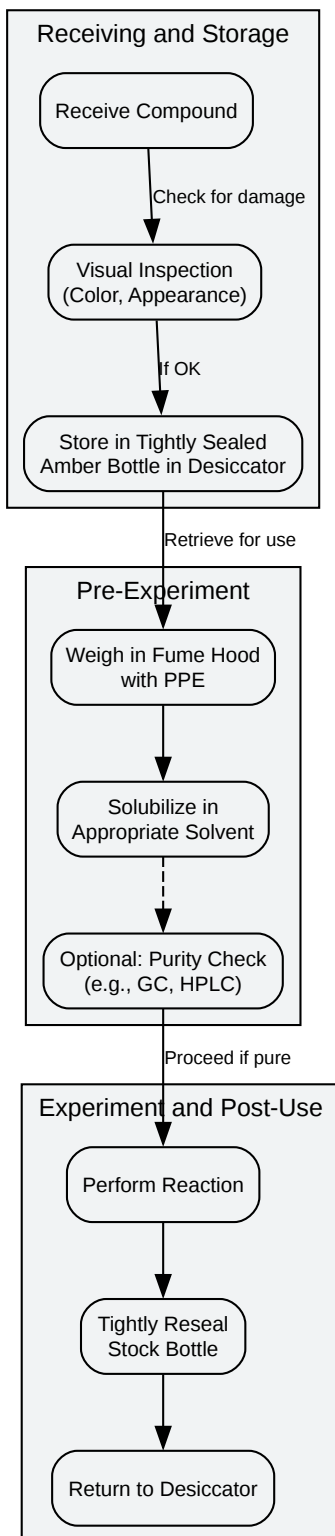 Receiving and Storage
Receive Compound
Check for damage
Visual Inspection
(Color, Appearance)
If OK
Store in Tightly Sealed
Amber Bottle in Desiccator
Retrieve for use
Pre-Experiment
Weigh in Fume Hood
with PPE
Solubilize in
Appropriate Solvent
Optional: Purity Check
(e.g., GC, HPLC)
Proceed if pure
Experiment and Post-Use
Perform Reaction
Tightly Reseal
Stock Bottle
Return to Desiccator